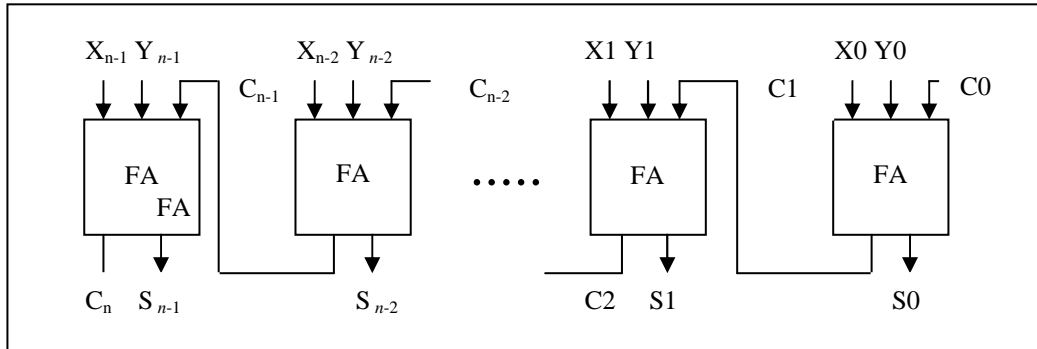 Xn-1 Yn-1 Xn-2 Yn-2 X1 Y1 X0 Y0
Cn-1 Cn-2 C1 C0
FA FA ..... FA FA
FA
Cn Sn-1 Sn-2 C2 S1 S0